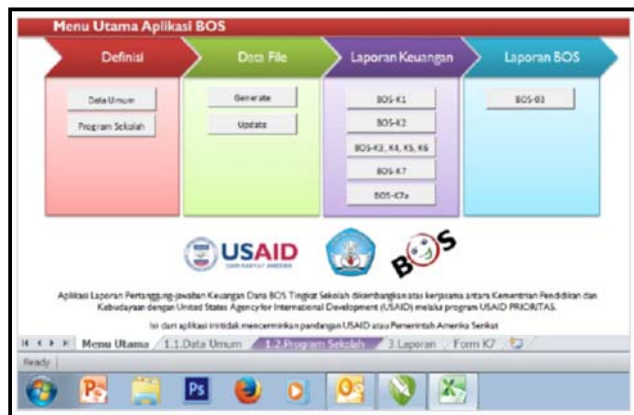 Menu Utama Aplikasi BOS
Definisi
Data File
Laporan Keuangan
Laporan BOS
Data Umum
Program Sekolah
Generate
Update
BOS-K1
BOS-K2
BOS-K3, K4, K5, K6
BOS-K7
BOS-K7a
BOS-03
USAID
DARI RAKYAT AMERIKA
BOS
Aplikasi Laporan Pertanggung-jawaban Keuangan Dana BOS Tingkat Sekolah dikembangkan atas kerjasama antara Kementrian Pendidikan dan
Kebudayaan dengan United States Agency for International Development (USAID) melalui program USAID PRIORITAS.
Isi dari aplikasi ini tidak mencerminkan pandangan USAID atau Pemerintah Amerika Serikat
Menu Utama
1.1.Data Umum
1.2.Program Sekolah
3.Laporan
Form K7
Ready
Ps